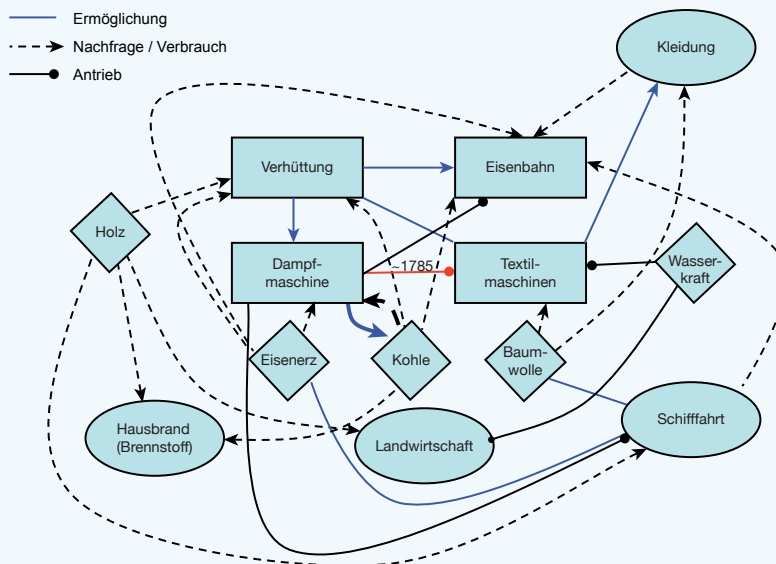 Ermöglichung
Nachfrage / Verbrauch
Antrieb
Kleidung
Verhüttung
Eisenbahn
Holz
Dampf-
maschine
~1785
Textil-
maschinen
Wasser-
kraft
Eisenerz
Kohle
Baum-
wolle
Hausbrand
(Brennstoff)
Landwirtschaft
Schifffahrt